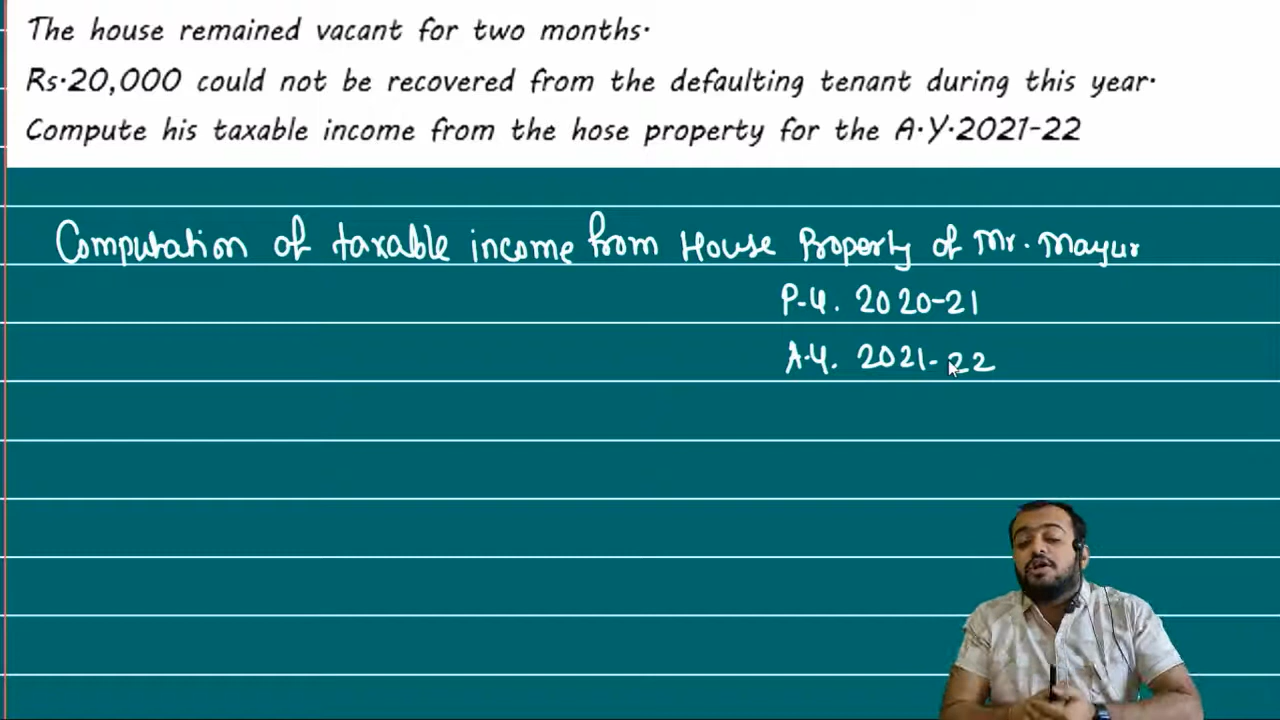 The house remained vacant for two months.
Rs.20,000 could not be recovered from the defaulting tenant during this year.
Compute his taxable income from the hose property for the A.Y.2021-22
Computation of taxable income from House Property of Mr. Mayur
P.Y. 2020-21
A.Y. 2021-22